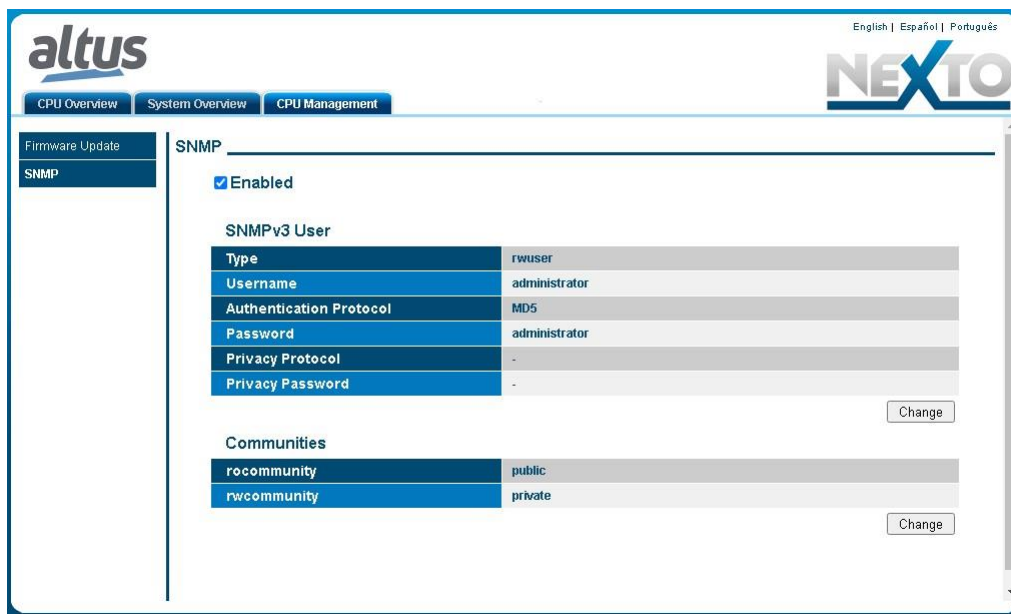 English | Español | Português
altus
NEXTO
CPU Overview System Overview CPU Management
Firmware Update
SNMP
SNMP
Enabled
SNMPv3 User
Type rwuser
Username administrator
Authentication Protocol MD5
Password administrator
Privacy Protocol -
Privacy Password -
Change
Communities
rocommunity public
rwcommunity private
Change